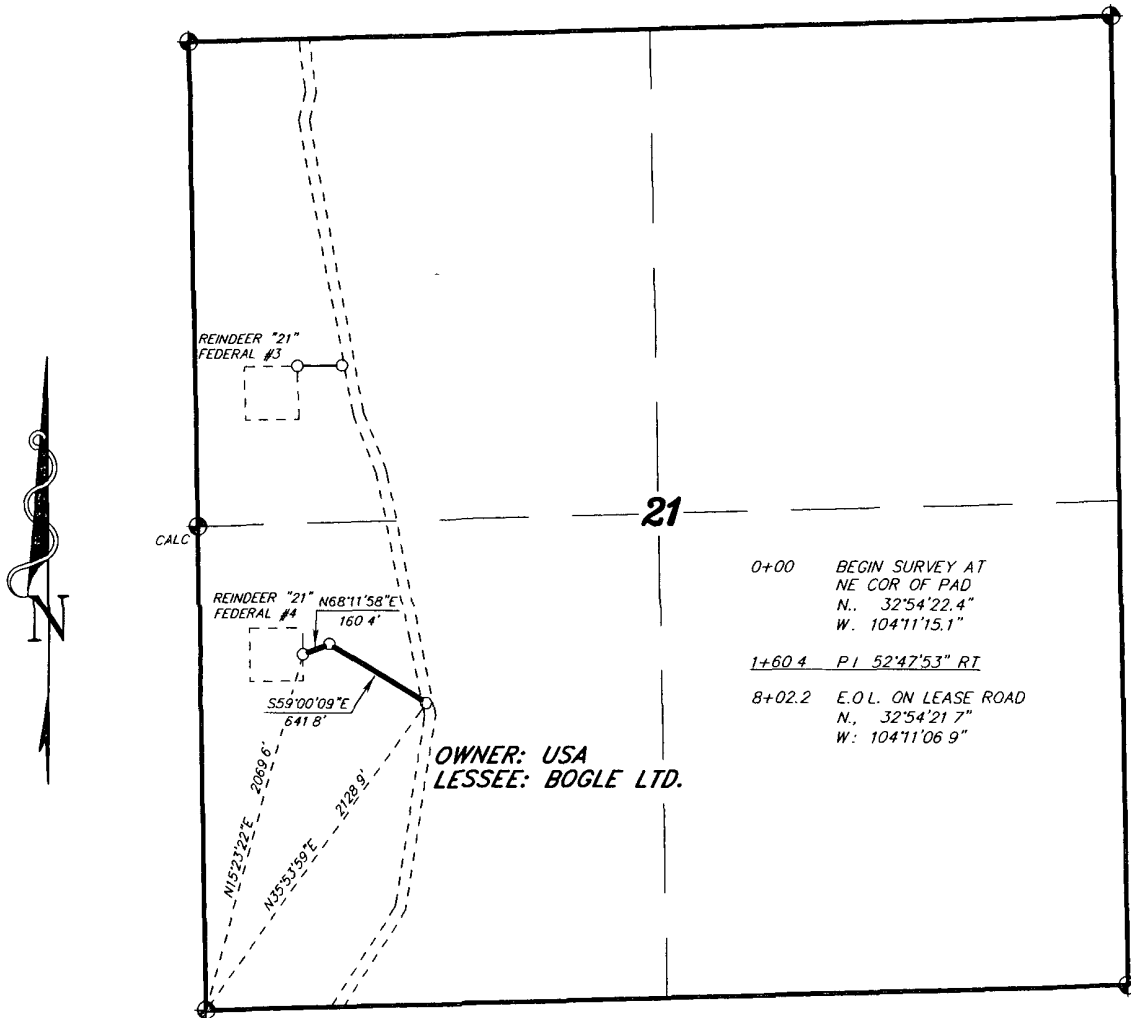 REINDEER "21"
FEDERAL #3
21
CALC
0+00 BEGIN SURVEY AT
NE COR OF PAD
N., 32°54'22.4"
W. 104°11'15.1"
1+60 4 P I 52°47'53" RT
8+02.2 E.O L. ON LEASE ROAD
N., 32°54'21 7"
W: 104°11'06 9"
REINDEER "21"
FEDERAL #4
N68°11'58"E
160 4'
S59°00'09"E
641 8'
OWNER: USA
LESSEE: BOGLE LTD.
N15°23'22"E 2069 6'
N35°53'59"E 2128 9'
N